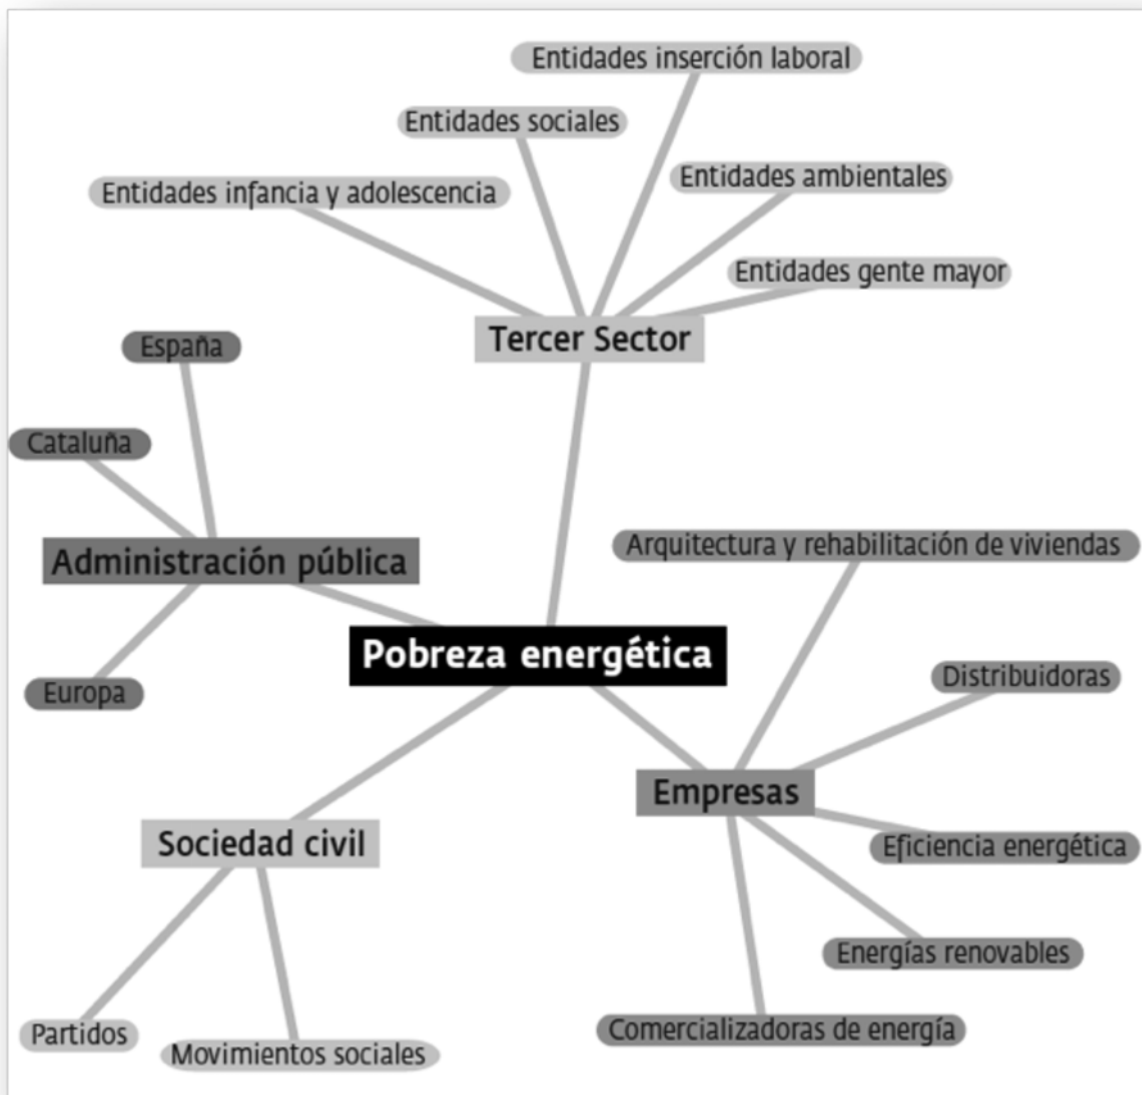 Entidades inserción laboral
Entidades sociales
Entidades ambientales
Entidades infancia y adolescencia
Entidades gente mayor
Tercer Sector
España
Cataluña
Administración pública
Europa
Pobreza energética
Arquitectura y rehabilitación de viviendas
Distribuidoras
Empresas
Eficiencia energética
Energías renovables
Comercializadoras de energía
Sociedad civil
Partidos
Movimientos sociales